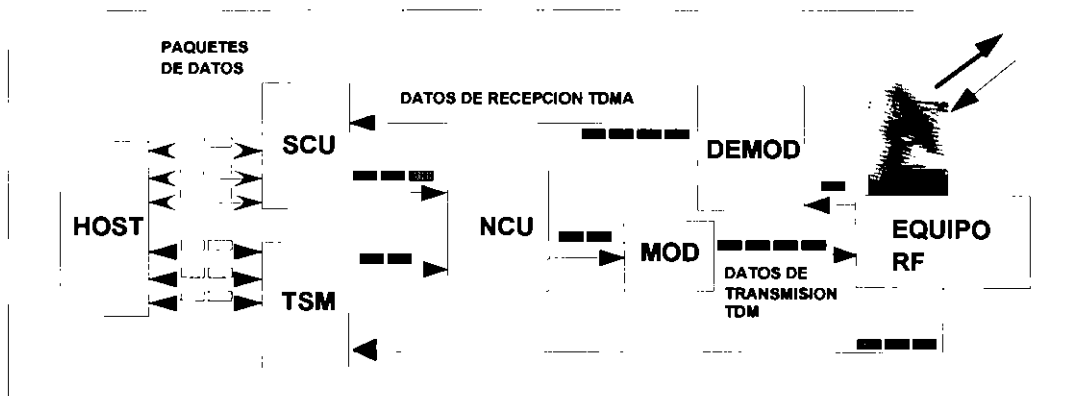 PAQUETES
DE DATOS
DATOS DE RECEPCION TDMA
SCU
DEMOD
HOST
NCU
MOD
EQUIPO
RF
DATOS DE
TRANSMISION
TDM
TSM